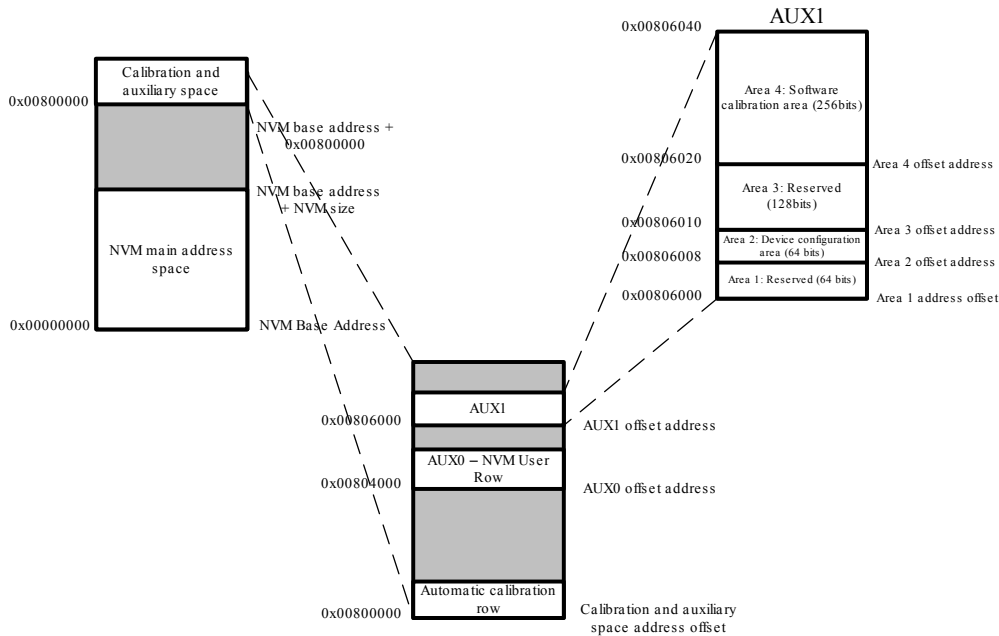 Calibration and
auxiliary space
0x00800000
NVM base address +
0x00800000
NVM base address
+ NVM size
NVM main address
space
0x00000000
NVM Base Address
AUX1
0x00806040
Area 4: Software
calibration area (256bits)
0x00806020
Area 4 offset address
Area 3: Reserved
(128bits)
0x00806010
Area 3 offset address
Area 2: Device configuration
area (64 bits)
0x00806008
Area 2 offset address
Area 1: Reserved (64 bits)
0x00806000
Area 1 address offset
AUX1
0x00806000
AUX1 offset address
AUX0 – NVM User
Row
0x00804000
AUX0 offset address
Automatic calibration
row
0x00800000
Calibration and auxiliary
space address offset